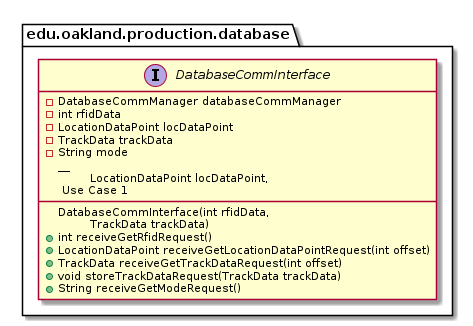 edu.oakland.production.database
I DatabaseCommInterface
DatabaseCommManager databaseCommManager
int rfidData
LocationDataPoint locDataPoint
TrackData trackData
String mode
__
LocationDataPoint locDataPoint,
Use Case 1
DatabaseCommInterface(int rfidData,
TrackData trackData)
int receiveGetRfidRequest()
LocationDataPoint receiveGetLocationDataPointRequest(int offset)
TrackData receiveGetTrackDataRequest(int offset)
void storeTrackDataRequest(TrackData trackData)
String receiveGetModeRequest()